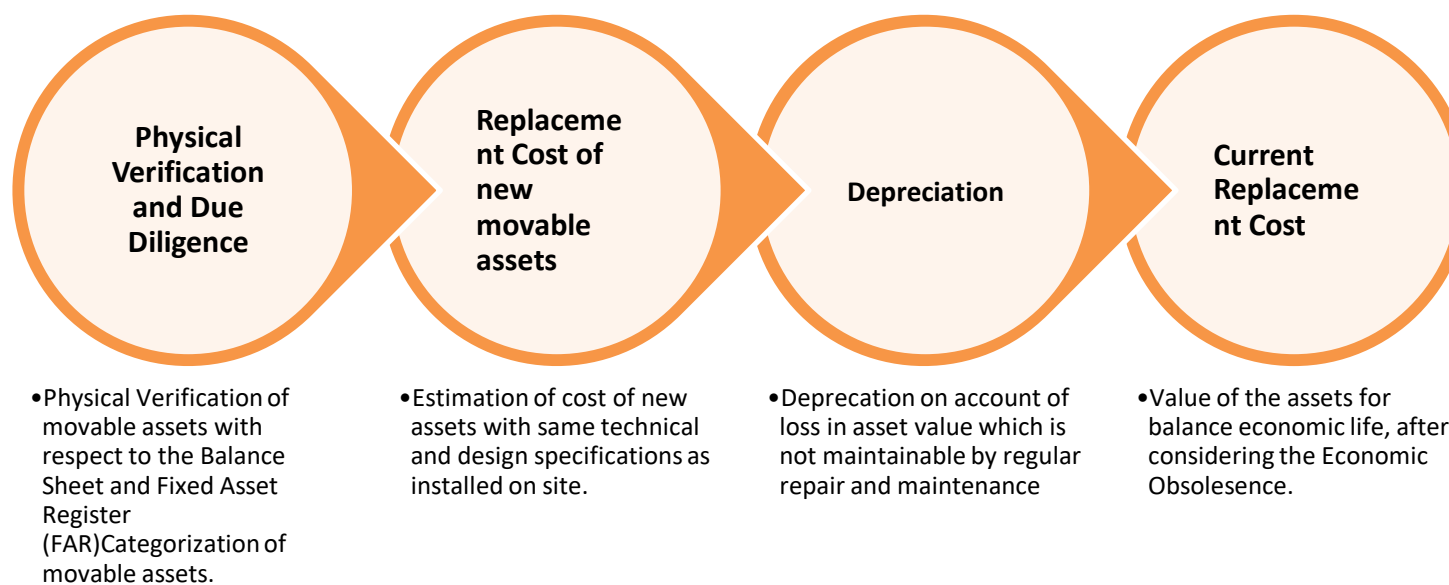 Physical
Verification
and Due
Diligence
Replaceme
nt Cost of
new
movable
assets
Depreciation
Current
Replaceme
nt Cost
•Physical Verification of
movable assets with
respect to the Balance
Sheet and Fixed Asset
Register
(FAR)Categorization of
movable assets.
•Estimation of cost of new
assets with same technical
and design specifications as
installed on site.
•Deprecation on account of
loss in asset value which is
not maintainable by regular
repair and maintenance
•Value of the assets for
balance economic life, after
considering the Economic
Obsolesence.